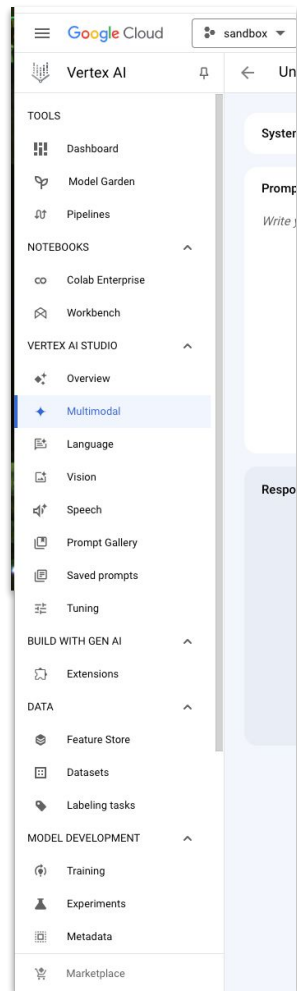 Google Cloud
sandbox
Vertex AI
Un
TOOLS
Dashboard
Model Garden
Pipelines
NOTEBOOKS
Colab Enterprise
Workbench
VERTEX AI STUDIO
Overview
Multimodal
Language
Vision
Speech
Prompt Gallery
Saved prompts
Tuning
BUILD WITH GEN AI
Extensions
DATA
Feature Store
Datasets
Labeling tasks
MODEL DEVELOPMENT
Training
Experiments
Metadata
Marketplace
System
Promp
Write y
Respo